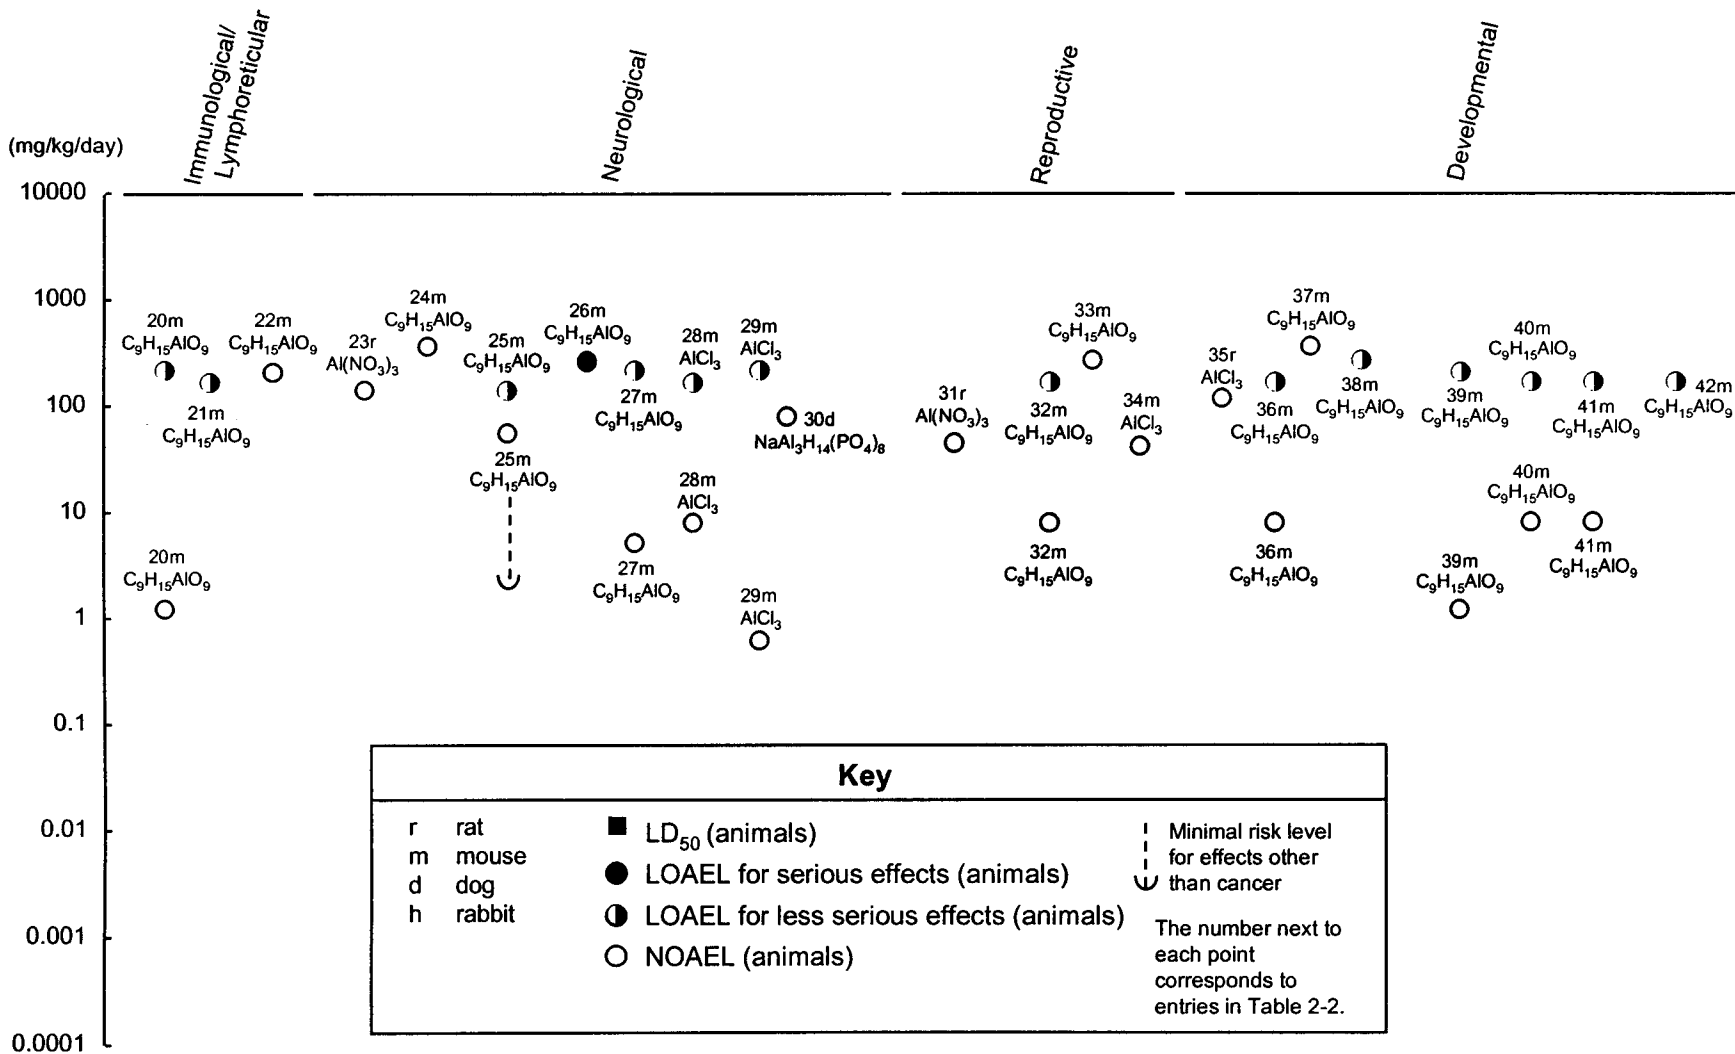 Immunological/
Lymphoreticular
Neurological
Reproductive
Developmental
(mg/kg/day)
10000
1000
100
10
1
0.1
0.01
0.001
0.0001
20m
C₉H₁₅AlO₉
21m
C₉H₁₅AlO₉
22m
C₉H₁₅AlO₉
20m
C₉H₁₅AlO₉
23r
Al(NO₃)₃
24m
C₉H₁₅AlO₉
25m
C₉H₁₅AlO₉
25m
C₉H₁₅AlO₉
26m
C₉H₁₅AlO₉
27m
C₉H₁₅AlO₉
27m
C₉H₁₅AlO₉
28m
AlCl₃
28m
AlCl₃
29m
AlCl₃
29m
AlCl₃
30d
NaAl₃H₁₄(PO₄)₈
31r
Al(NO₃)₃
32m
C₉H₁₅AlO₉
32m
C₉H₁₅AlO₉
33m
C₉H₁₅AlO₉
34m
AlCl₃
35r
AlCl₃
36m
C₉H₁₅AlO₉
36m
C₉H₁₅AlO₉
37m
C₉H₁₅AlO₉
38m
C₉H₁₅AlO₉
39m
C₉H₁₅AlO₉
39m
C₉H₁₅AlO₉
40m
C₉H₁₅AlO₉
40m
C₉H₁₅AlO₉
41m
C₉H₁₅AlO₉
41m
C₉H₁₅AlO₉
42m
C₉H₁₅AlO₉
Key
r rat
m mouse
d dog
h rabbit
LD₅₀ (animals)
LOAEL for serious effects (animals)
LOAEL for less serious effects (animals)
NOAEL (animals)
Minimal risk level
for effects other
than cancer
The number next to
each point
corresponds to
entries in Table 2-2.